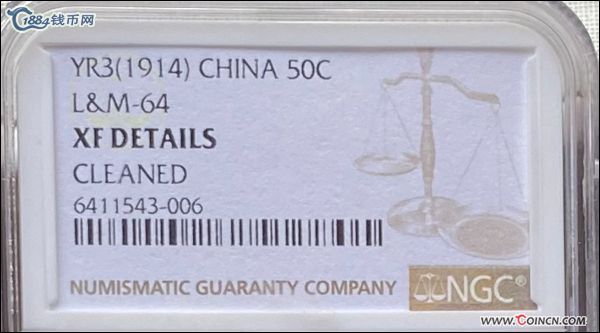 1884钱币网
YR3(1914) CHINA 50C
L&M-64
XF DETAILS
CLEANED
6411543-006
NUMISMATIC GUARANTY COMPANY
NGC®
www.COINCN.com